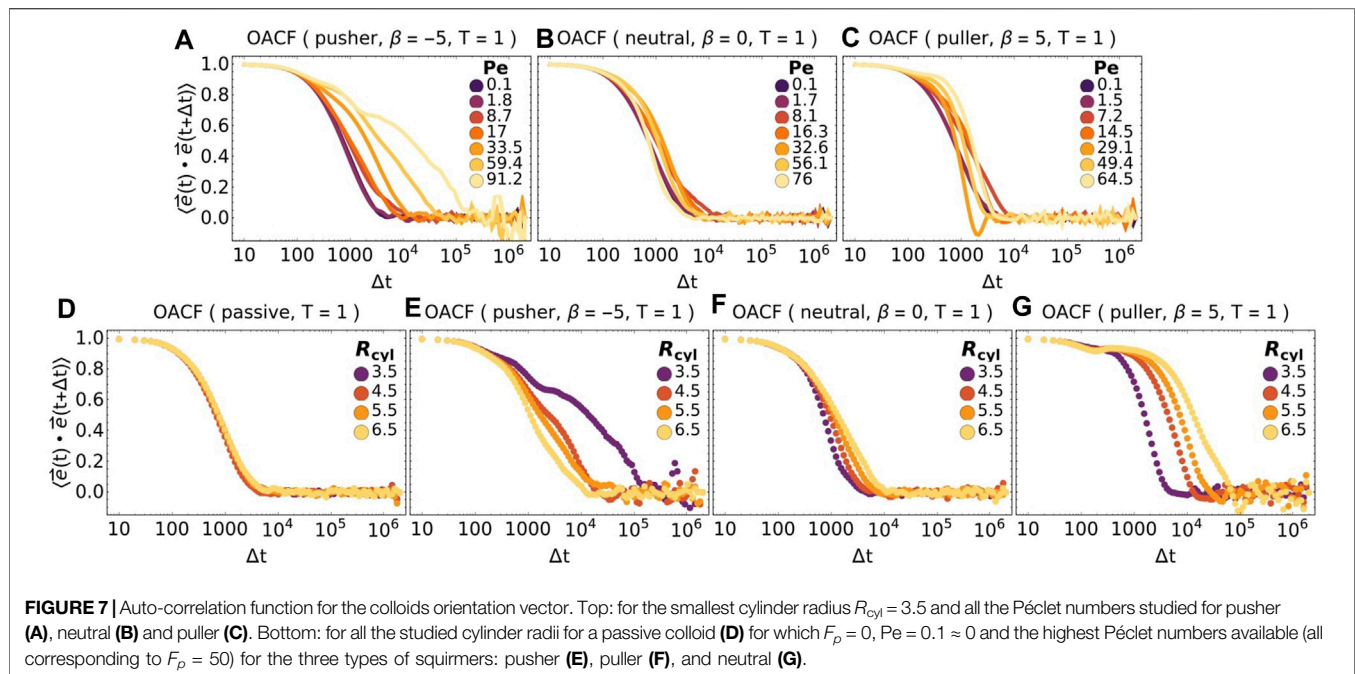 A OACF ( pusher, β = −5, T = 1 )
B OACF ( neutral, β = 0, T = 1 )
C OACF ( puller, β = 5, T = 1 )
⟨e⃗(t) • e⃗(t+Δt)⟩
1.0
0.8
0.6
0.4
0.2
0.0
Pe
0.1
1.8
8.7
17
33.5
59.4
91.2
Pe
0.1
1.7
8.1
16.3
32.6
56.1
76
Pe
0.1
1.5
7.2
14.5
29.1
49.4
64.5
10 100 1000 10⁴ 10⁵ 10⁶
10 100 1000 10⁴ 10⁵ 10⁶
10 100 1000 10⁴ 10⁵ 10⁶
Δt
Δt
Δt
D OACF ( passive, T = 1 )
E OACF ( pusher, β = −5, T = 1 )
F OACF ( neutral, β = 0, T = 1 )
G OACF ( puller, β = 5, T = 1 )
⟨e⃗(t) • e⃗(t+Δt)⟩
1.0
0.8
0.6
0.4
0.2
0.0
R_cyl
3.5
4.5
5.5
6.5
R_cyl
3.5
4.5
5.5
6.5
R_cyl
3.5
4.5
5.5
6.5
R_cyl
3.5
4.5
5.5
6.5
10 100 1000 10⁴ 10⁵ 10⁶
10 100 1000 10⁴ 10⁵ 10⁶
10 100 1000 10⁴ 10⁵ 10⁶
10 100 1000 10⁴ 10⁵ 10⁶
Δt
Δt
Δt
Δt
FIGURE 7 | Auto-correlation function for the colloids orientation vector. Top: for the smallest cylinder radius R_cyl = 3.5 and all the Péclet numbers studied for pusher
(A), neutral (B) and puller (C). Bottom: for all the studied cylinder radii for a passive colloid (D) for which F_p = 0, Pe = 0.1 ≈ 0 and the highest Péclet numbers available (all
corresponding to F_p = 50) for the three types of squirmers: pusher (E), puller (F), and neutral (G).